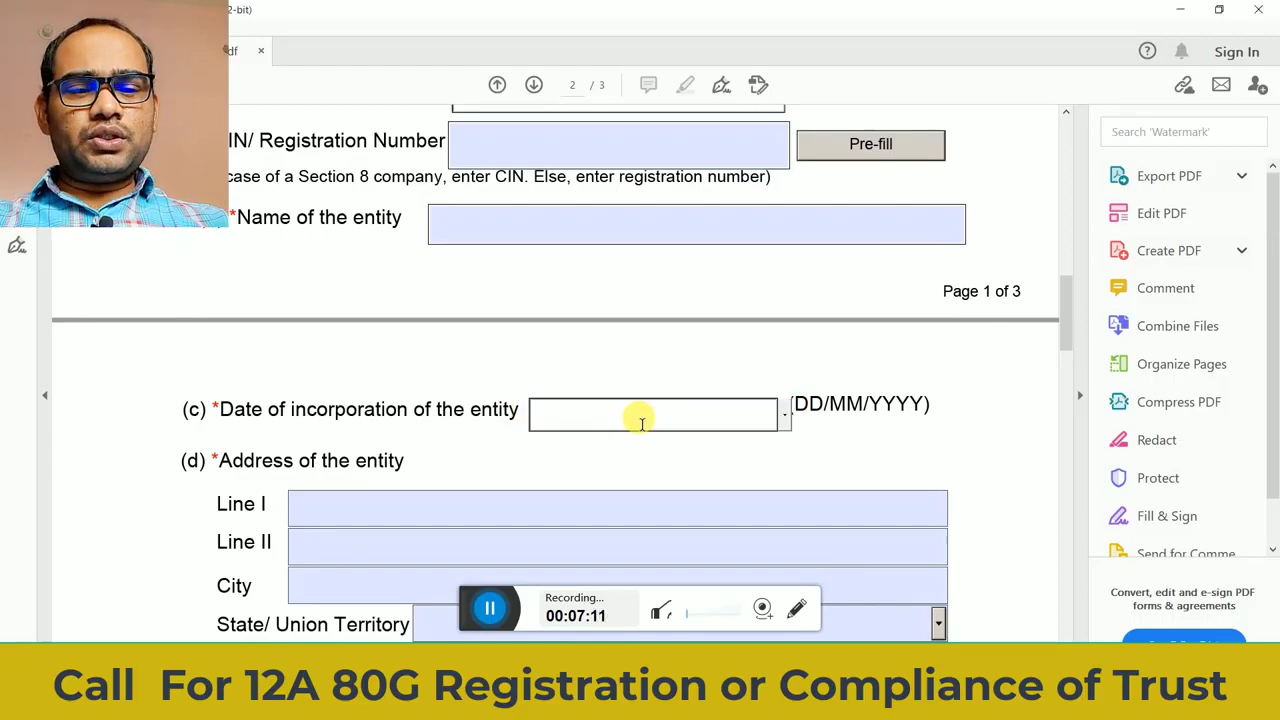 2-bit)
df
Sign In
2 / 3
Search 'Watermark'
IN/ Registration Number
Pre-fill
case of a Section 8 company, enter CIN. Else, enter registration number)
*Name of the entity
Page 1 of 3
(c) *Date of incorporation of the entity
(DD/MM/YYYY)
(d) *Address of the entity
Line I
Line II
City
State/ Union Territory
Export PDF
Edit PDF
Create PDF
Comment
Combine Files
Organize Pages
Compress PDF
Redact
Protect
Fill & Sign
Send for Comme
Convert, edit and e-sign PDF
forms & agreements
Recording...
00:07:11
Call For 12A 80G Registration or Compliance of Trust